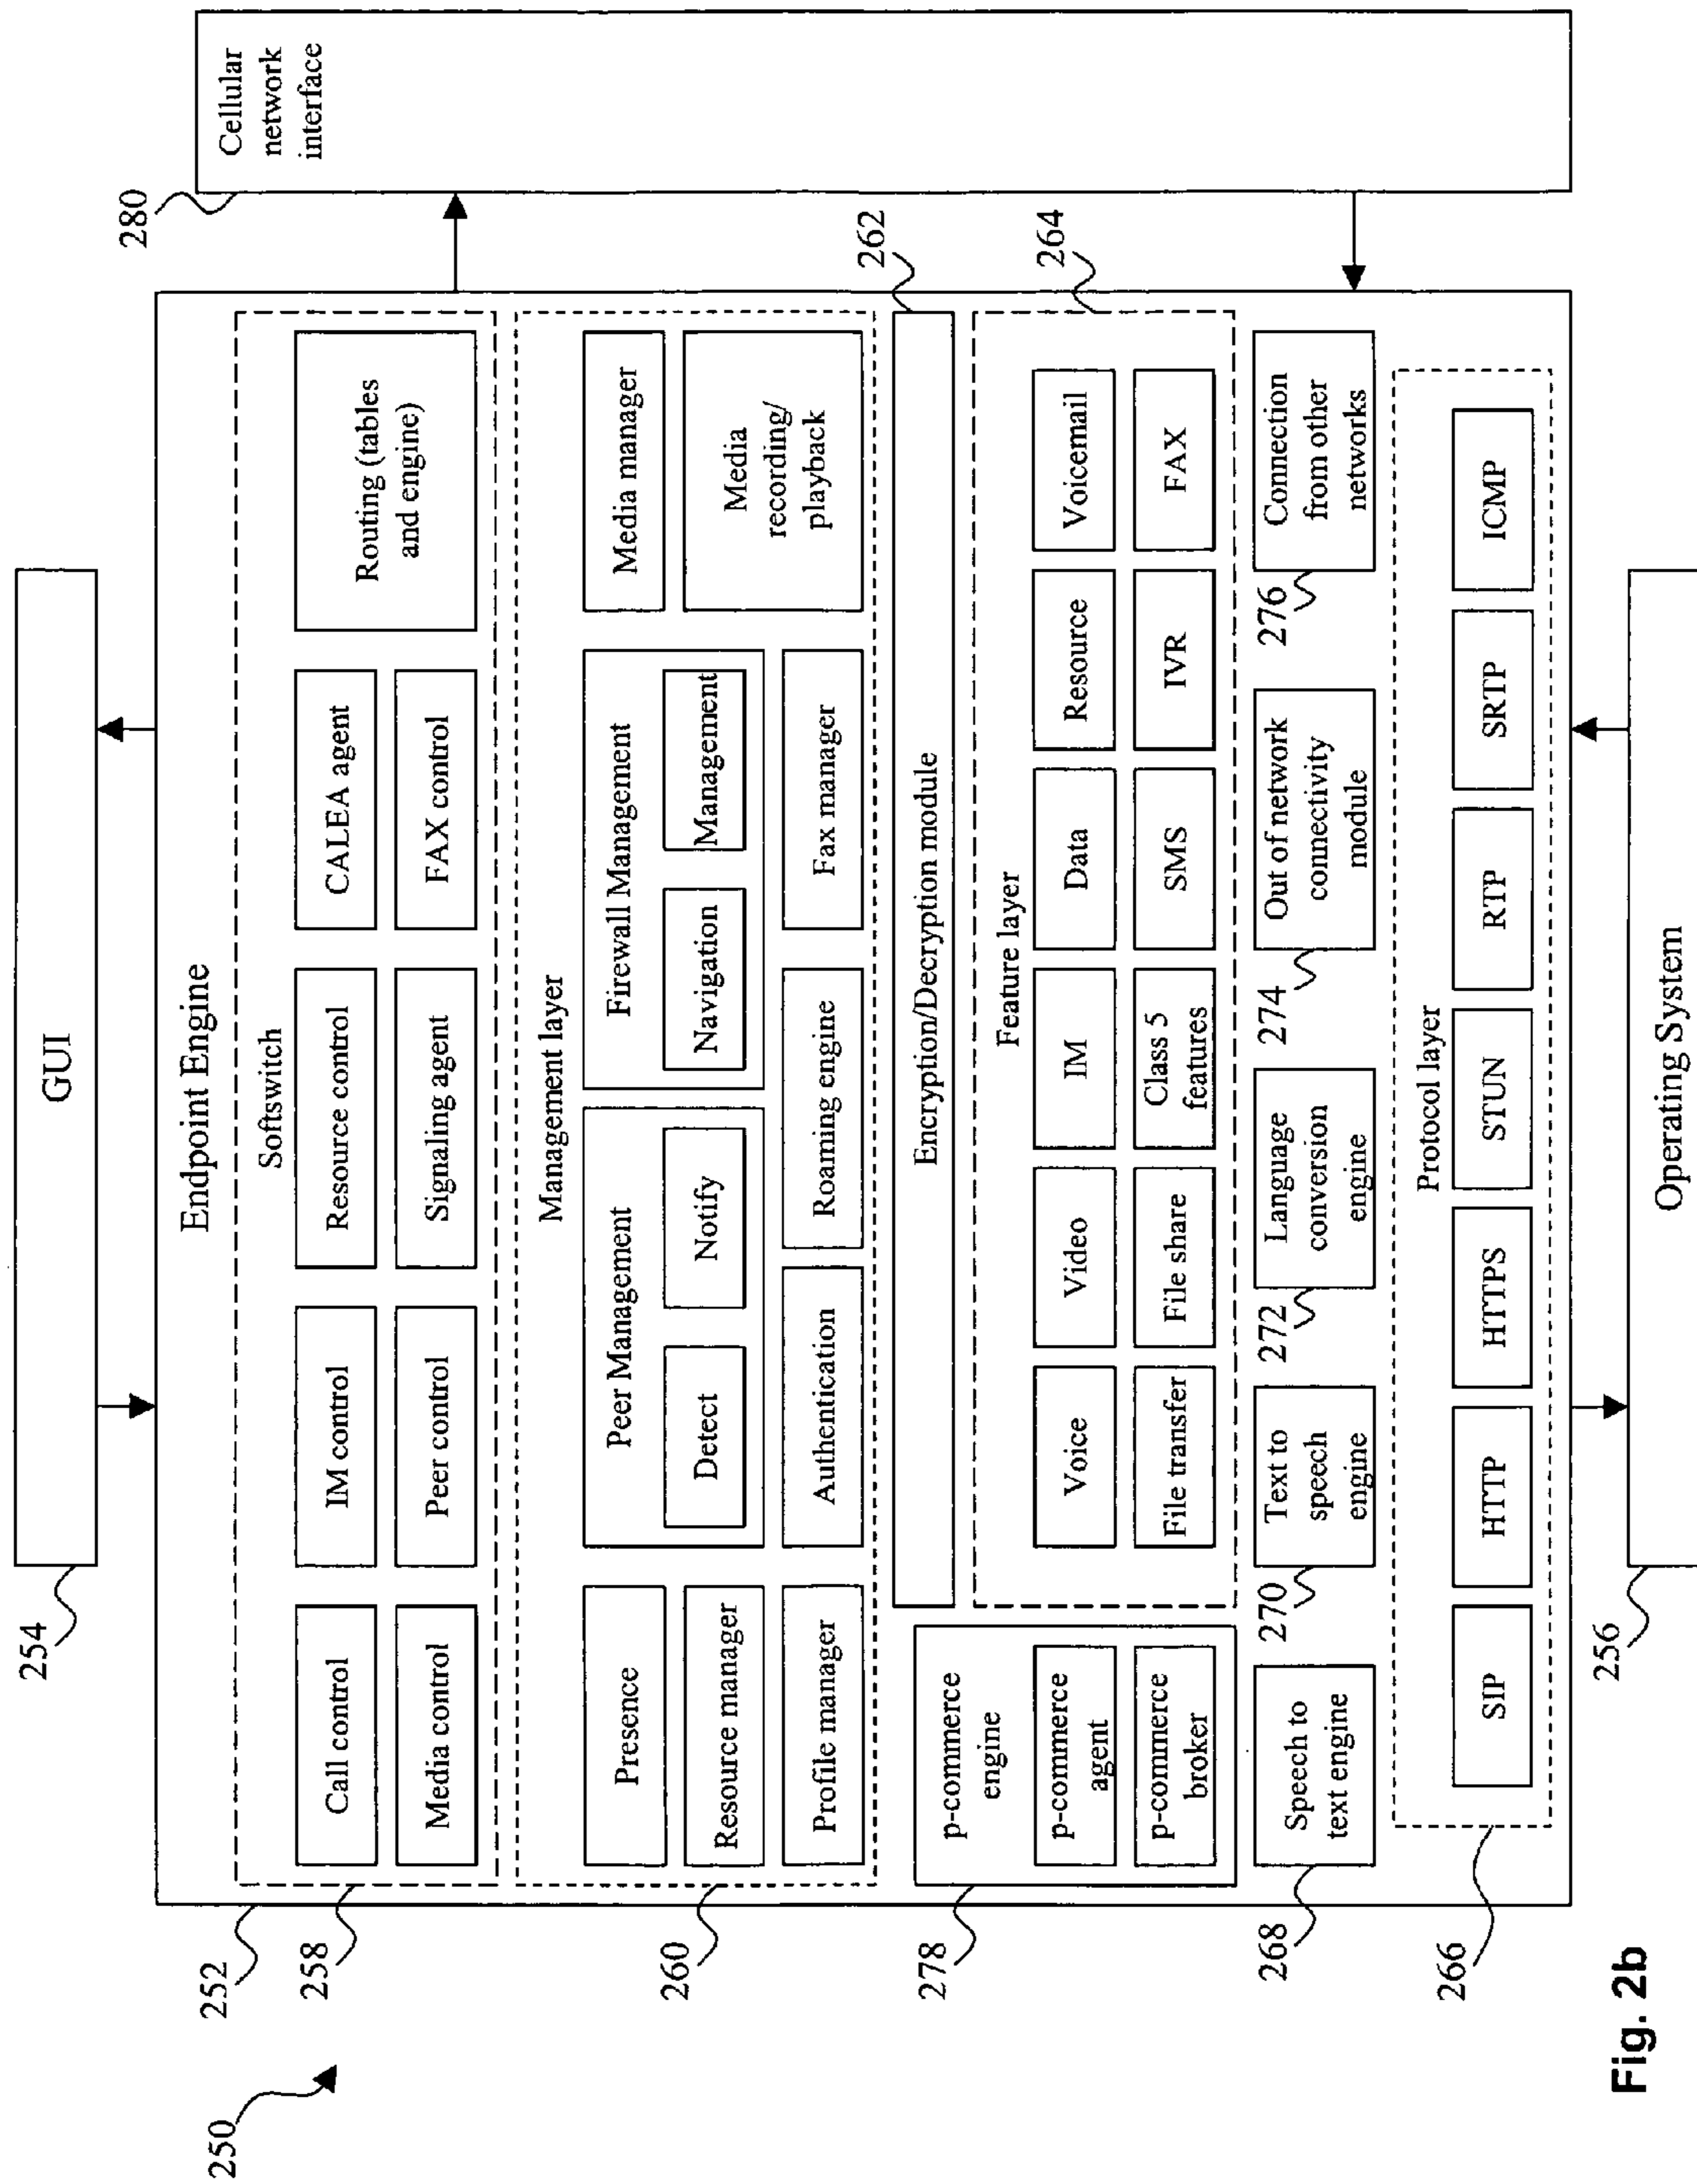 GUI
254
Endpoint Engine
252
250
Softswitch
258
Call control
IM control
Resource control
CALEA agent
Routing (tables
and engine)
Media control
Peer control
Signaling agent
FAX control
Management layer
260
Presence
Peer Management
Firewall Management
Media manager
Resource manager
Detect
Notify
Navigation
Management
Media
recording/
playback
Profile manager
Authentication
Roaming engine
Fax manager
Encryption/Decryption module
262
278
p-commerce
engine
p-commerce
agent
p-commerce
broker
Feature layer
264
Voice
Video
IM
Data
Resource
Voicemail
File transfer
File share
Class 5
features
SMS
IVR
FAX
268
Speech to
text engine
270
Text to
speech
engine
272
Language
conversion
engine
274
Out of network
connectivity
module
276
Connection
from other
networks
Protocol layer
266
SIP
HTTP
HTTPS
STUN
RTP
SRTP
ICMP
280
Cellular
network
interface
256
Operating System
Fig. 2b